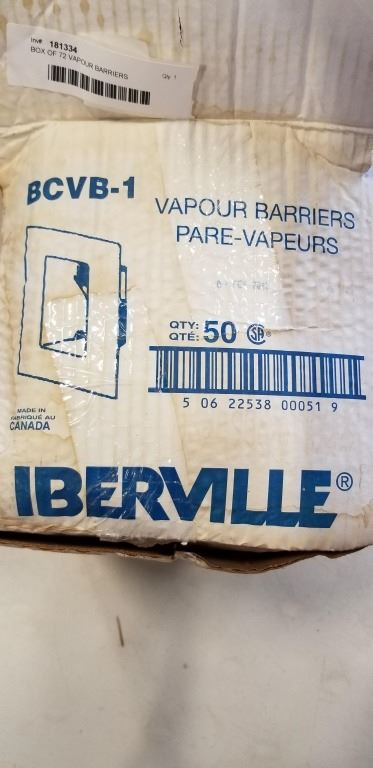 Inv# 181334
BOX OF 72 VAPOUR BARRIERS
Qty 1
BCVB-1
VAPOUR BARRIERS
PARE-VAPEURS
QTY:
QTÉ: 50 ®
MADE IN
FABRIQUÉ AU
CANADA
5 06 22538 00051 9
IBERVILLE®